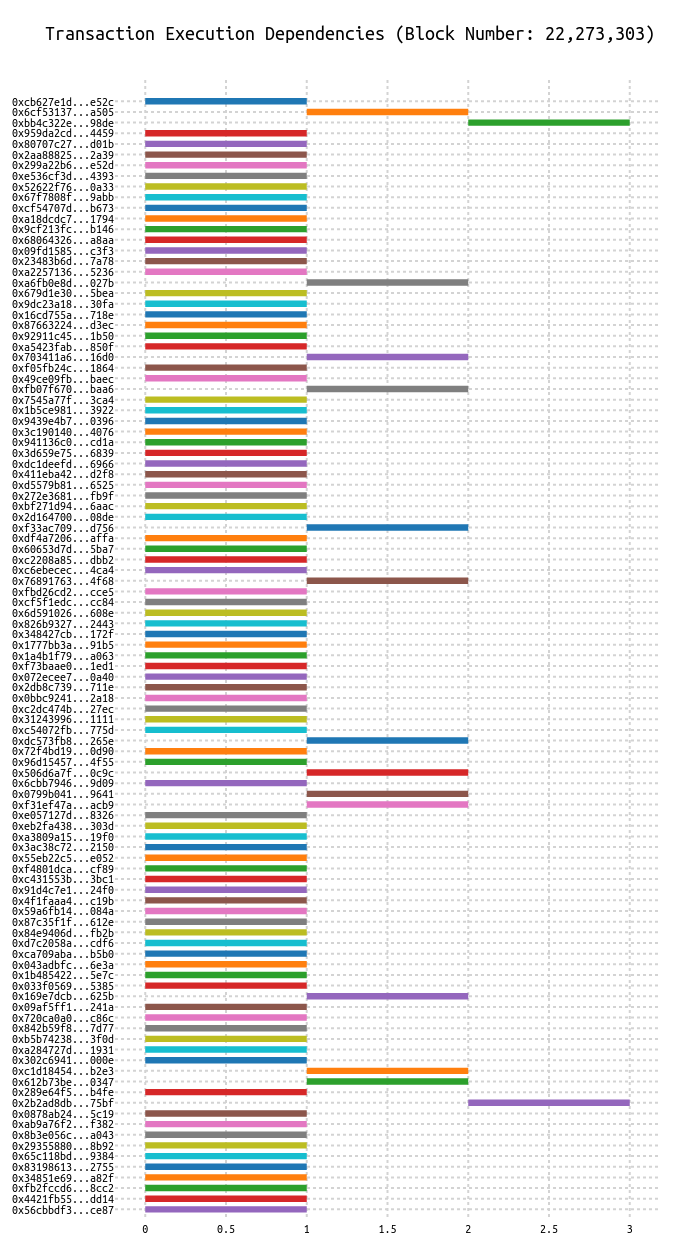 Transaction Execution Dependencies (Block Number: 22,273,303)
0xcb627e1d...e52c
0x6cf53137...a505
0xbb4c322e...98de
0x959da2cd...4459
0x80707c27...d01b
0x2aa88825...2a39
0x299a22b6...e52d
0xe536cf3d...4393
0x52622f76...0a33
0x67f7808f...9abb
0xcf54707d...b673
0xa18dcdc7...1794
0x9cf213fc...b146
0x68064326...a8aa
0x09fd1585...c3f3
0x23483b6d...7a78
0xa2257136...5236
0xa6fb0e8d...027b
0x679d1e30...5bea
0x9dc23a18...30fa
0x16cd755a...718e
0x87663224...d3ec
0x92911c45...1b50
0xa5423fab...850f
0x703411a6...16d0
0xf05fb24c...1864
0x49ce09fb...baec
0xfb07f670...baa6
0x7545a77f...3ca4
0x1b5ce981...3922
0x9439e4b7...0396
0x3c190140...4076
0x941136c0...cd1a
0x3d659e75...6839
0xdc1deefd...6966
0x411eba42...d2f8
0xd5579b81...6525
0x272e3681...fb9f
0xbf271d94...6aac
0x2d164700...08de
0xf33ac709...d756
0xdf4a7206...affa
0x60653d7d...5ba7
0xc2208a85...dbb2
0xc6ebecec...4ca4
0x76891763...4f68
0xfbd26cd2...cce5
0xcf5f1edc...cc84
0x6d591026...608e
0x826b9327...2443
0x348427cb...172f
0x1777bb3a...91b5
0x1a4b1f79...a063
0xf73baae0...1ed1
0x072ecee7...0a40
0x2db8c739...711e
0x0bbc9241...2a18
0xc2dc474b...27ec
0x31243996...1111
0xc54072fb...775d
0xdc573fb8...265e
0x72f4bd19...0d90
0x96d15457...4f55
0x506d6a7f...0c9c
0x6cbb7946...9d09
0x0799b041...9641
0xf31ef47a...acb9
0xe057127d...8326
0xeb2fa438...303d
0xa3809a15...19f0
0x3ac38c72...2150
0x55eb22c5...e052
0xf4801dca...cf89
0xc431553b...3bc1
0x91d4c7e1...24f0
0x4f1faaa4...c19b
0x59a6fb14...084a
0x87c35f1f...612e
0x84e9406d...fb2b
0xd7c2058a...cdf6
0xca709aba...b5b0
0x043adbfc...6e3a
0x1b485422...5e7c
0x033f0569...5385
0x169e7dcb...625b
0x09af5ff1...241a
0x720ca0a0...c86c
0x842b59f8...7d77
0xb5b74238...3f0d
0xa284727d...1931
0x302c6941...000e
0xc1d18454...b2e3
0x612b73be...0347
0x289e64f5...b4fe
0x2b2ad8db...75bf
0x0878ab24...5c19
0xab9a76f2...f382
0x8b3e056c...a043
0x29355880...8b92
0x65c118bd...9384
0x83198613...2755
0x34851e69...a82f
0xfb2fccd6...8cc2
0x4421fb55...dd14
0x56cbbdf3...ce87
0 0.5 1 1.5 2 2.5 3